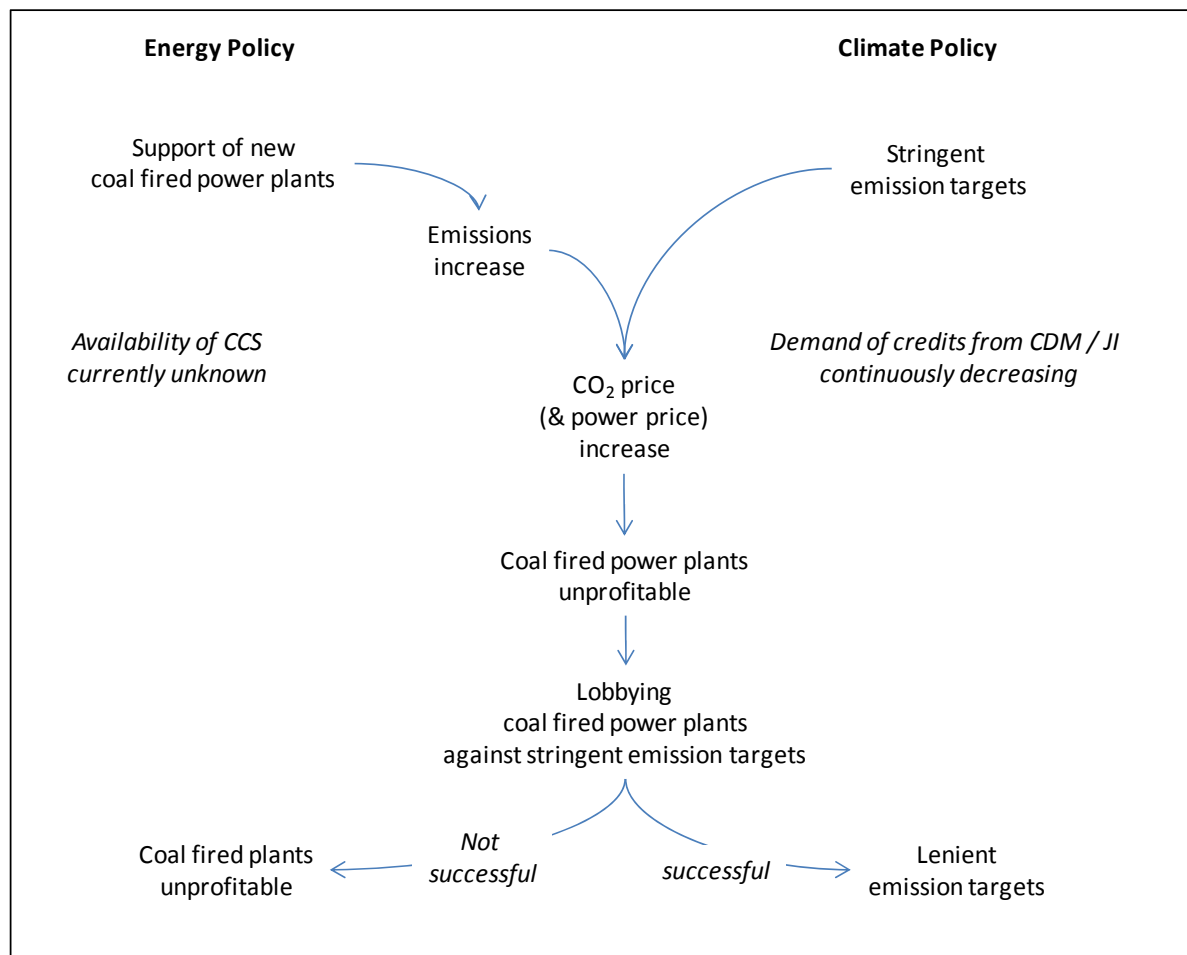 Energy Policy
Climate Policy
Support of new
coal fired power plants
Stringent
emission targets
Emissions
increase
Availability of CCS
currently unknown
Demand of credits from CDM / JI
continuously decreasing
CO₂ price
(& power price)
increase
Coal fired power plants
unprofitable
Lobbying
coal fired power plants
against stringent emission targets
Not
successful
successful
Coal fired plants
unprofitable
Lenient
emission targets